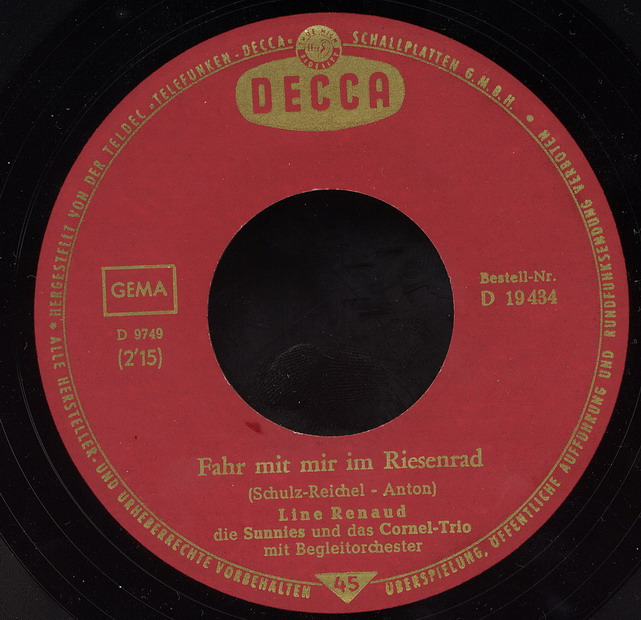 * HERGESTELLT VON DER TELDEC »TELEFUNKEN-DECCA« SCHALLPLATTEN G.M.B.H. *
DECCA
GEMA
D 9749
(2'15)
Bestell-Nr.
D 19 434
Fahr mit mir im Riesenrad
(Schulz-Reichel - Anton)
Line Renaud
die Sunnies und das Cornel-Trio
mit Begleitorchester
ALLE HERSTELLER- UND URHEBERRECHTE VORBEHALTEN
45
ÜBERSPIELUNG, ÖFFENTLICHE AUFFÜHRUNG UND RUNDFUNKSENDUNG VERBOTEN